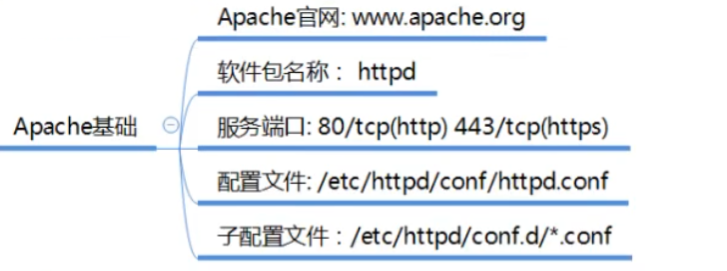 Apache官网: www.apache.org
软件包名称： httpd
Apache基础
服务端口: 80/tcp(http) 443/tcp(https)
配置文件: /etc/httpd/conf/httpd.conf
子配置文件：/etc/httpd/conf.d/*.conf